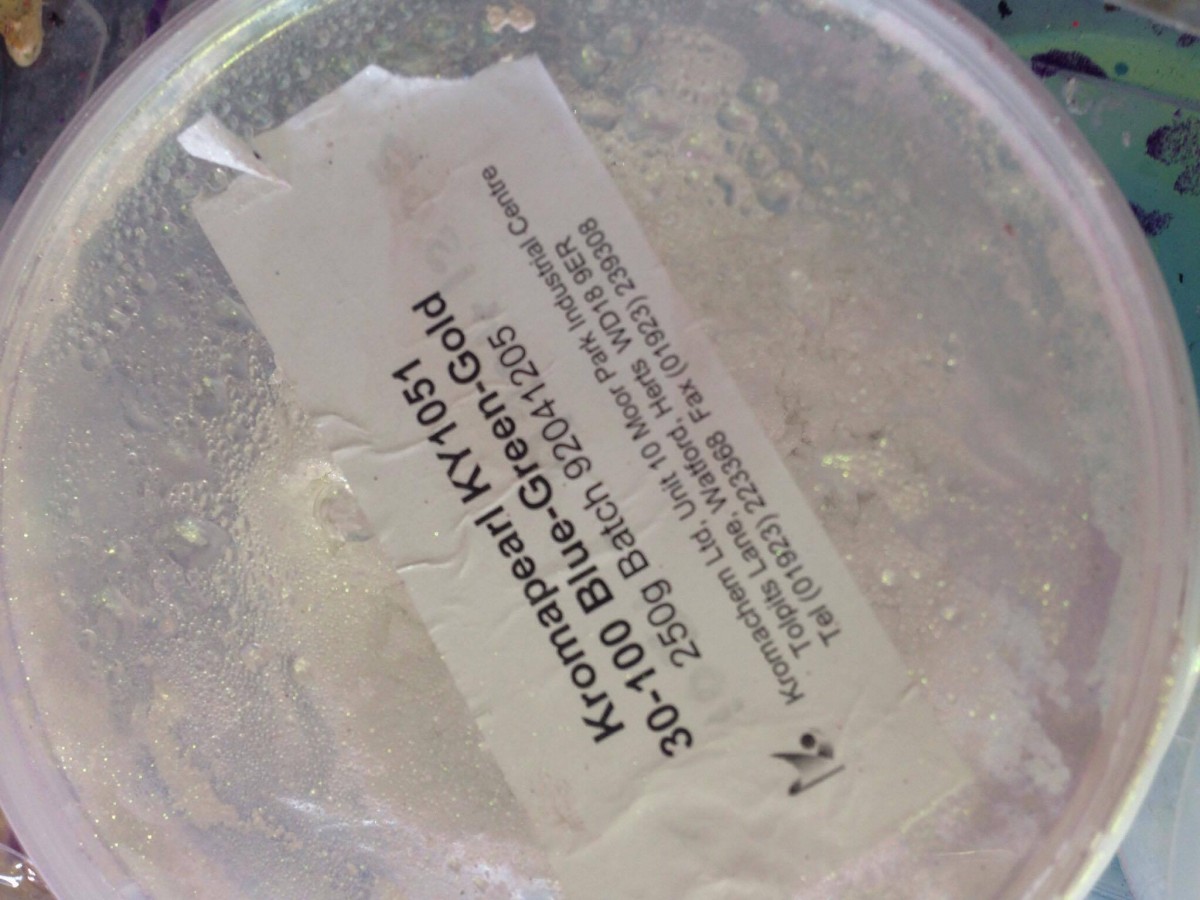 Kromapearl KY1051
30-100 Blue-Green-Gold
250g Batch 92041205
Kromachem Ltd, Unit 10 Moor Park Industrial Centre
Tolpits Lane, Watford, Herts WD18 9ER
Tel (01923) 223368 Fax (01923) 239308